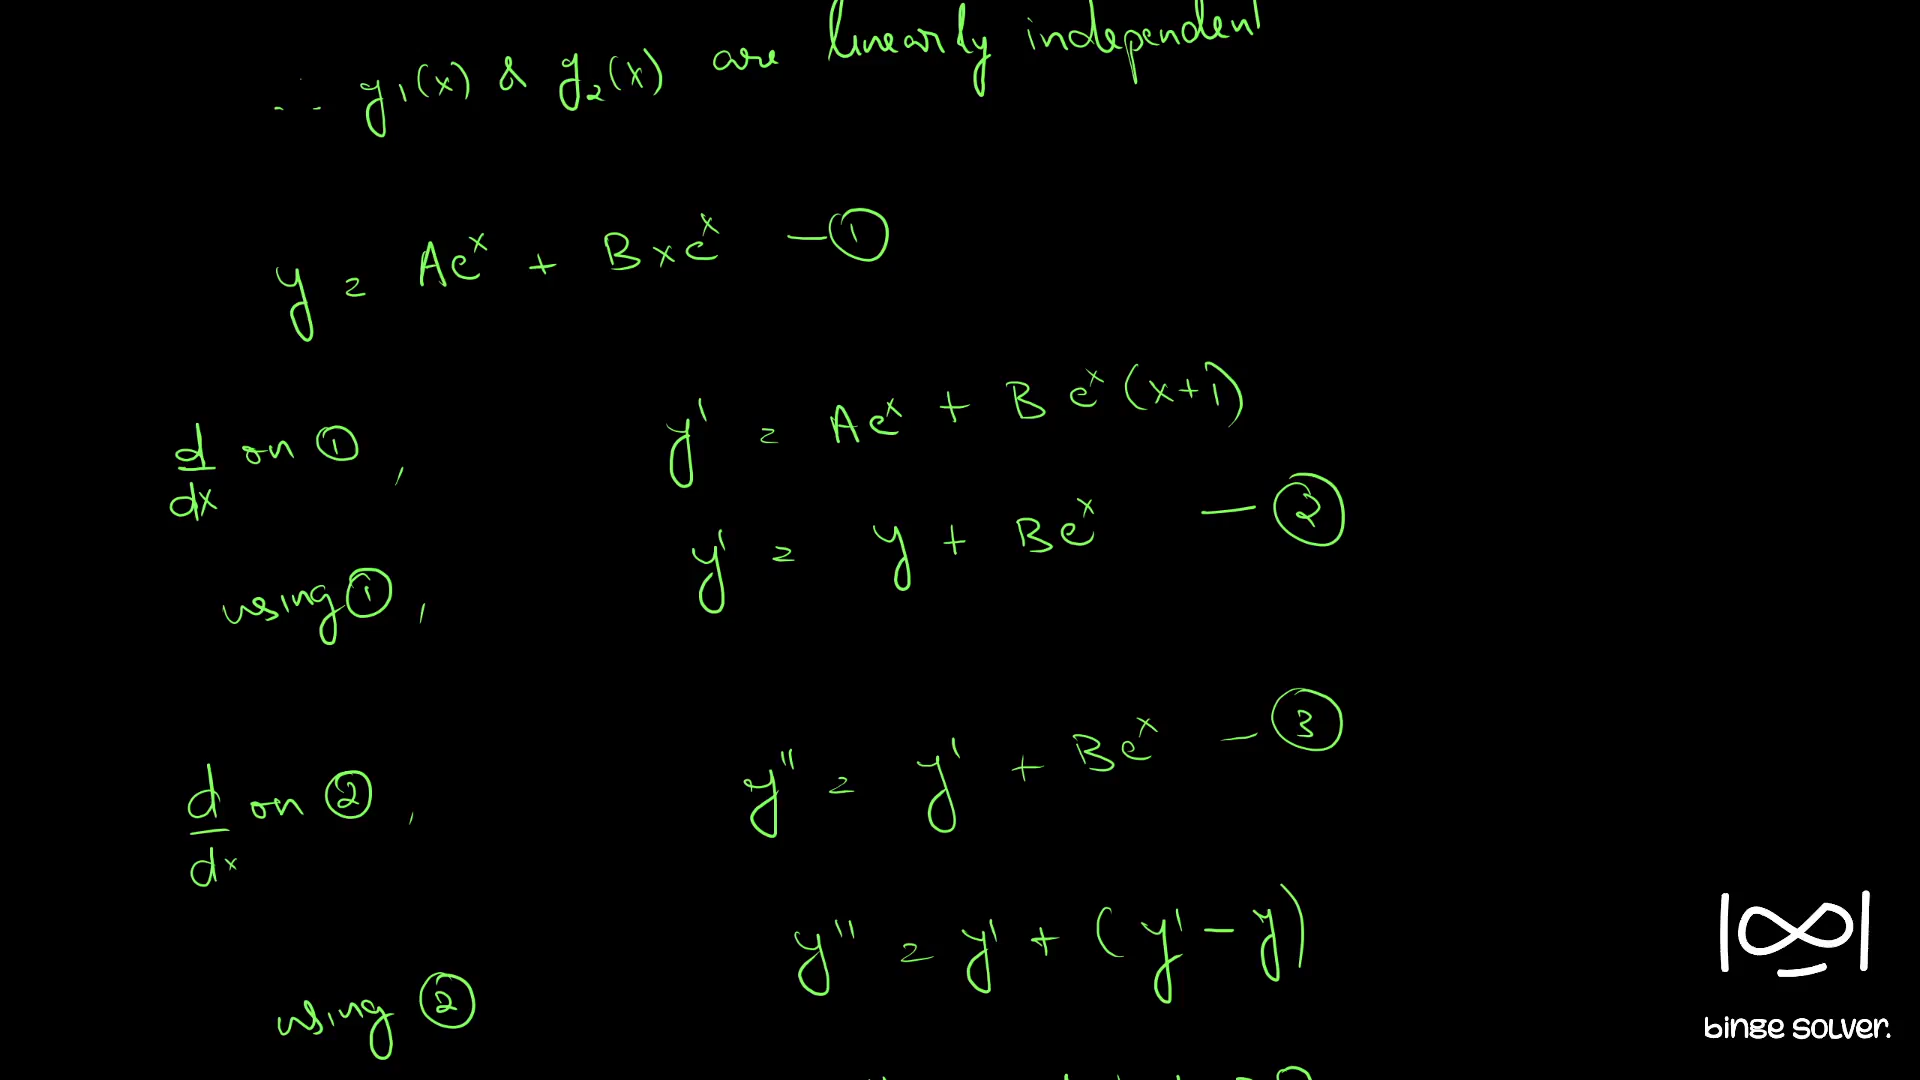 ∴ y₁(x) & y₂(x) are linearly independent
y = Aeˣ + Bxeˣ — ①
d/dx on ①, y' = Aeˣ + Beˣ(x+1)
using ①, y' = y + Beˣ — ②
d/dx on ②, y'' = y' + Beˣ — ③
using ② y'' = y' + (y' - y)
binge solver.